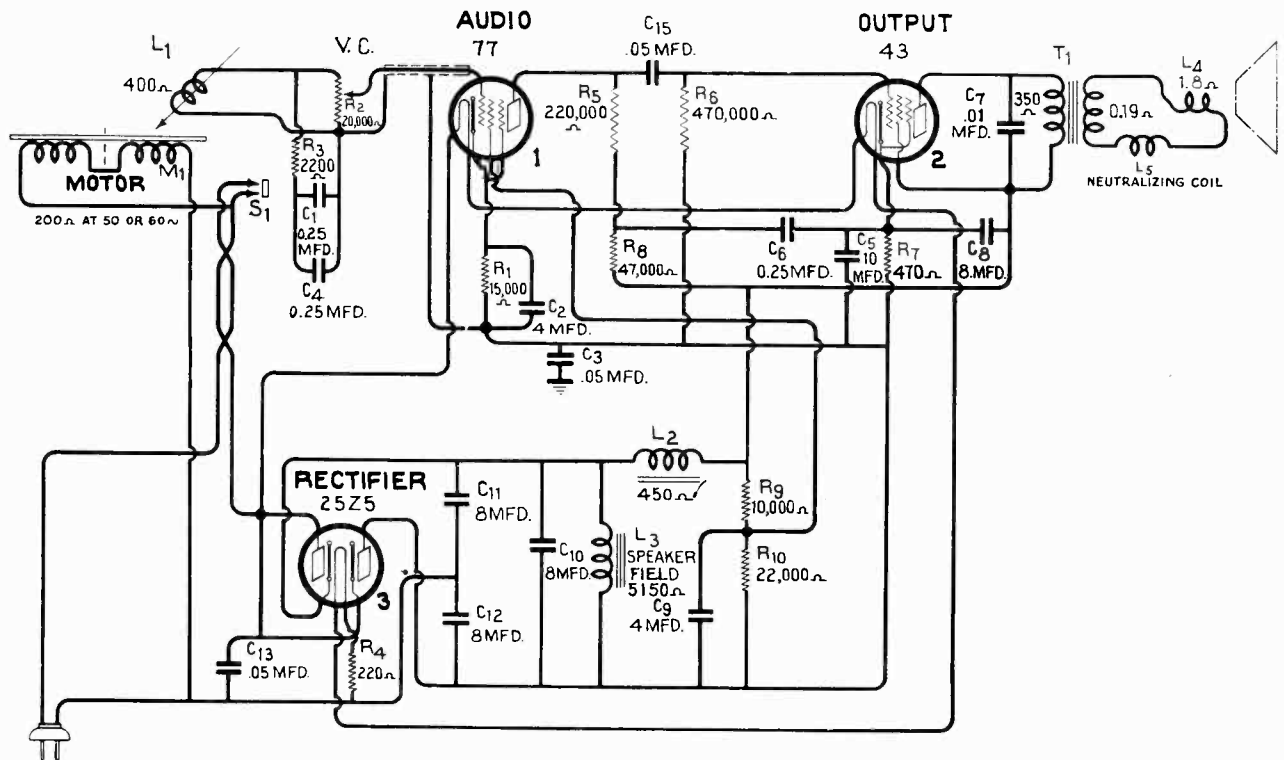 L1
400Ω
MOTOR
M1
200Ω AT 50 OR 60~
S1
V.C.
R2
20,000Ω
R3
2200
Ω
C1
0.25
MFD.
C4
0.25 MFD.
AUDIO
77
1
R1
15,000
Ω
C2
4 MFD.
C3
.05 MFD.
C15
.05 MFD.
R5
220,000
Ω
R6
470,000Ω
R8
47,000Ω
C6
0.25MFD.
C5
10
MFD.
R7
470Ω
C8
8.MFD.
OUTPUT
43
2
C7
.01
MFD.
350
Ω
T1
0.19Ω
L4
1.8Ω
L5
NEUTRALIZING COIL
RECTIFIER
25Z5
3
C13
.05 MFD.
R4
220Ω
C11
8MFD.
C12
8MFD.
C10
8MFD.
L2
450Ω
L3
SPEAKER
FIELD
5150Ω
R9
10,000Ω
R10
22,000Ω
C9
4 MFD.